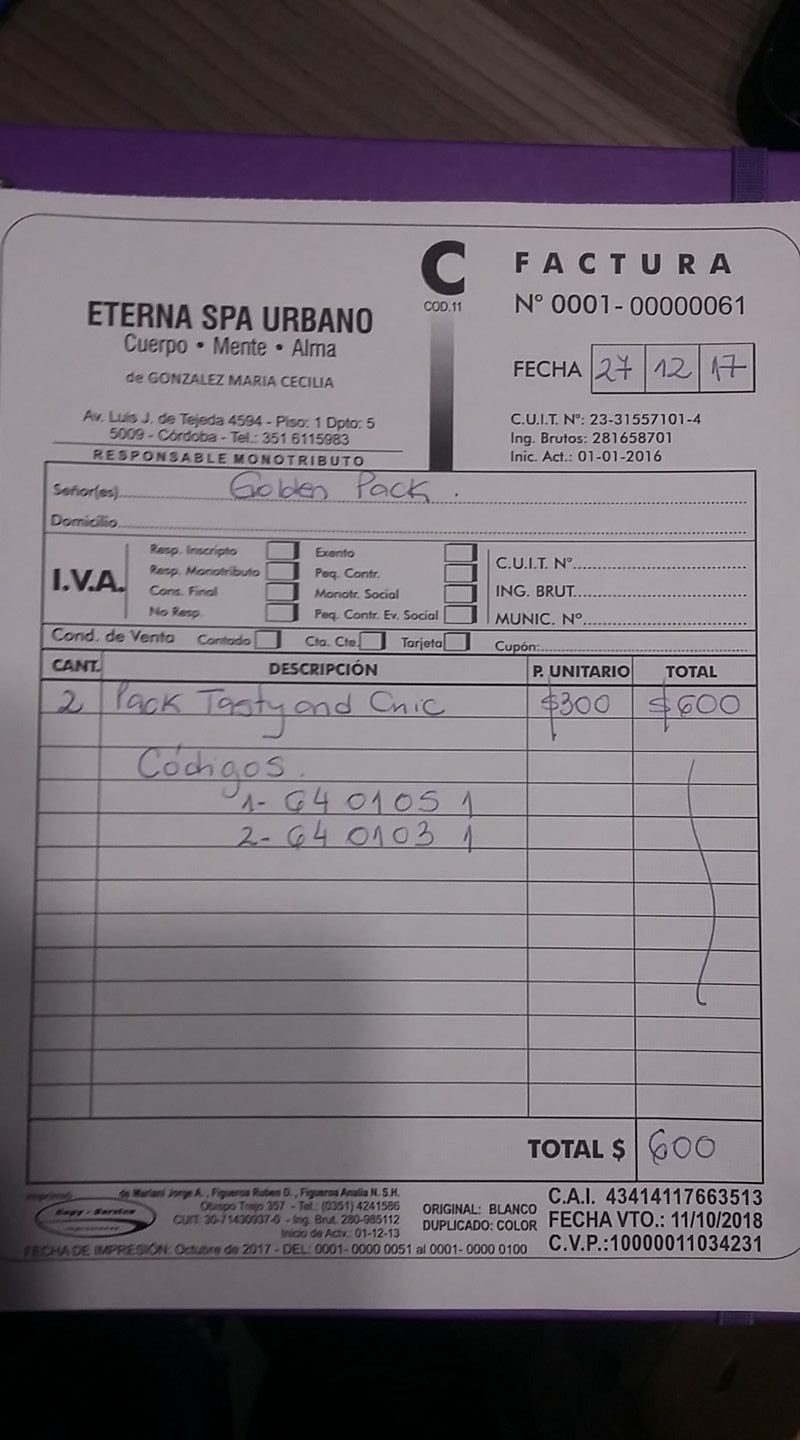 C
COD.11
FACTURA
N° 0001-00000061
ETERNA SPA URBANO
Cuerpo • Mente • Alma
de GONZALEZ MARIA CECILIA
FECHA 27 12 17
Av. Luis J. de Tejeda 4594 - Piso: 1 Dpto: 5
5009 - Córdoba - Tel.: 351 6115983
RESPONSABLE MONOTRIBUTO
C.U.I.T. N°: 23-31557101-4
Ing. Brutos: 281658701
Inic. Act.: 01-01-2016
Señor(es) Golden Pack.
Domicilio
I.V.A.
Resp. Inscripto Exento
Resp. Monotributo Peq. Contr.
Cons. Final Monotr. Social
No Resp. Peq. Contr. Ev. Social
C.U.I.T. N°
ING. BRUT.
MUNIC. N°
Cond. de Venta Contado Cta. Cte. Tarjeta Cupón:
CANT. DESCRIPCIÓN P. UNITARIO TOTAL
2 Pack Tasty and Chic $300 $600
Códigos.
1- 64 0105 1
2- 64 0103 1
TOTAL $ 600
Imprimió
Copy - Service
de Mariani Jorge A., Figueroa Ruben D., Figueroa Analia N. S.H.
Obispo Trejo 357 - Tel.: (0351) 4241586
CUIT: 30-71430937-0 - Ing. Brut. 280-985112
Inicio de Activ.: 01-12-13
FECHA DE IMPRESIÓN: Octubre de 2017 - DEL: 0001- 0000 0051 al 0001- 0000 0100
ORIGINAL: BLANCO
DUPLICADO: COLOR
C.A.I. 43414117663513
FECHA VTO.: 11/10/2018
C.V.P.:10000011034231